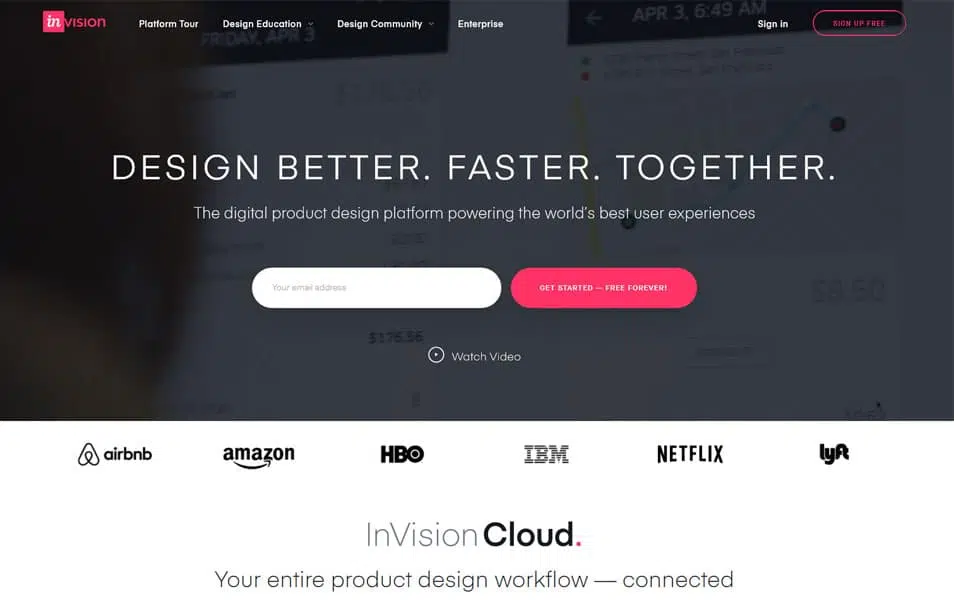 inVISION
Platform Tour
Design Education
Design Community
Enterprise
Sign in
SIGN UP FREE
FRIDAY, APR 3
APR 3, 6:49 AM
DESIGN BETTER. FASTER. TOGETHER.
The digital product design platform powering the world's best user experiences
Your email address
GET STARTED — FREE FOREVER!
$8.50
$176.56
Watch Video
airbnb
amazon
HBO
IBM
NETFLIX
lyft
InVision Cloud.
Your entire product design workflow — connected